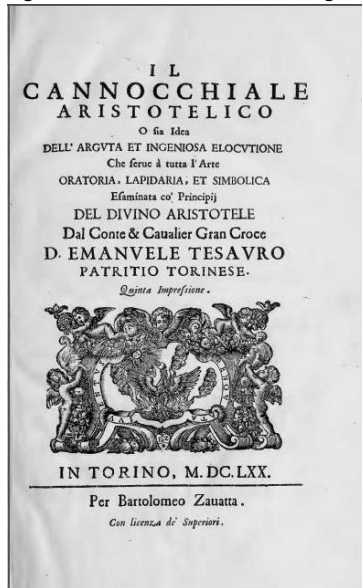 IL
CANNOCCHIALE
ARISTOTELICO
O ſia Idea
DELL' ARGVTA ET INGENIOSA ELOCVTIONE
Che ſerue à tutta l'Arte
ORATORIA, LAPIDARIA, ET SIMBOLICA
Eſaminata co' Principij
DEL DIVINO ARISTOTELE
Dal Conte & Caualier Gran Croce
D. EMANVELE TESAVRO
PATRITIO TORINESE.
Quinta Impreſsione.
IN TORINO, M. DC. LXX.
Per Bartolomeo Zauatta.
Con licenza de' Superiori.